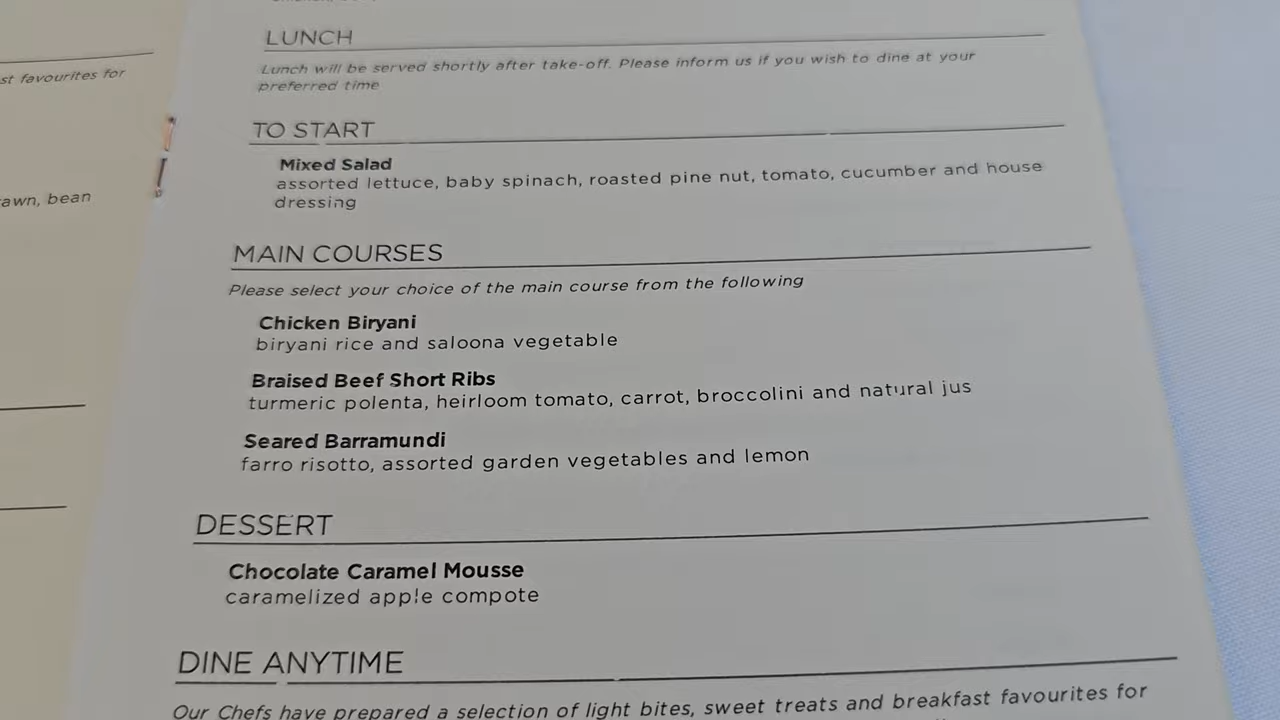 LUNCH
Lunch will be served shortly after take-off. Please inform us if you wish to dine at your
preferred time
TO START
Mixed Salad
assorted lettuce, baby spinach, roasted pine nut, tomato, cucumber and house
dressing
MAIN COURSES
Please select your choice of the main course from the following
Chicken Biryani
biryani rice and saloona vegetable
Braised Beef Short Ribs
turmeric polenta, heirloom tomato, carrot, broccolini and natural jus
Seared Barramundi
farro risotto, assorted garden vegetables and lemon
DESSERT
Chocolate Caramel Mousse
caramelized apple compote
DINE ANYTIME
Our Chefs have prepared a selection of light bites, sweet treats and breakfast favourites for
favourites for
bean